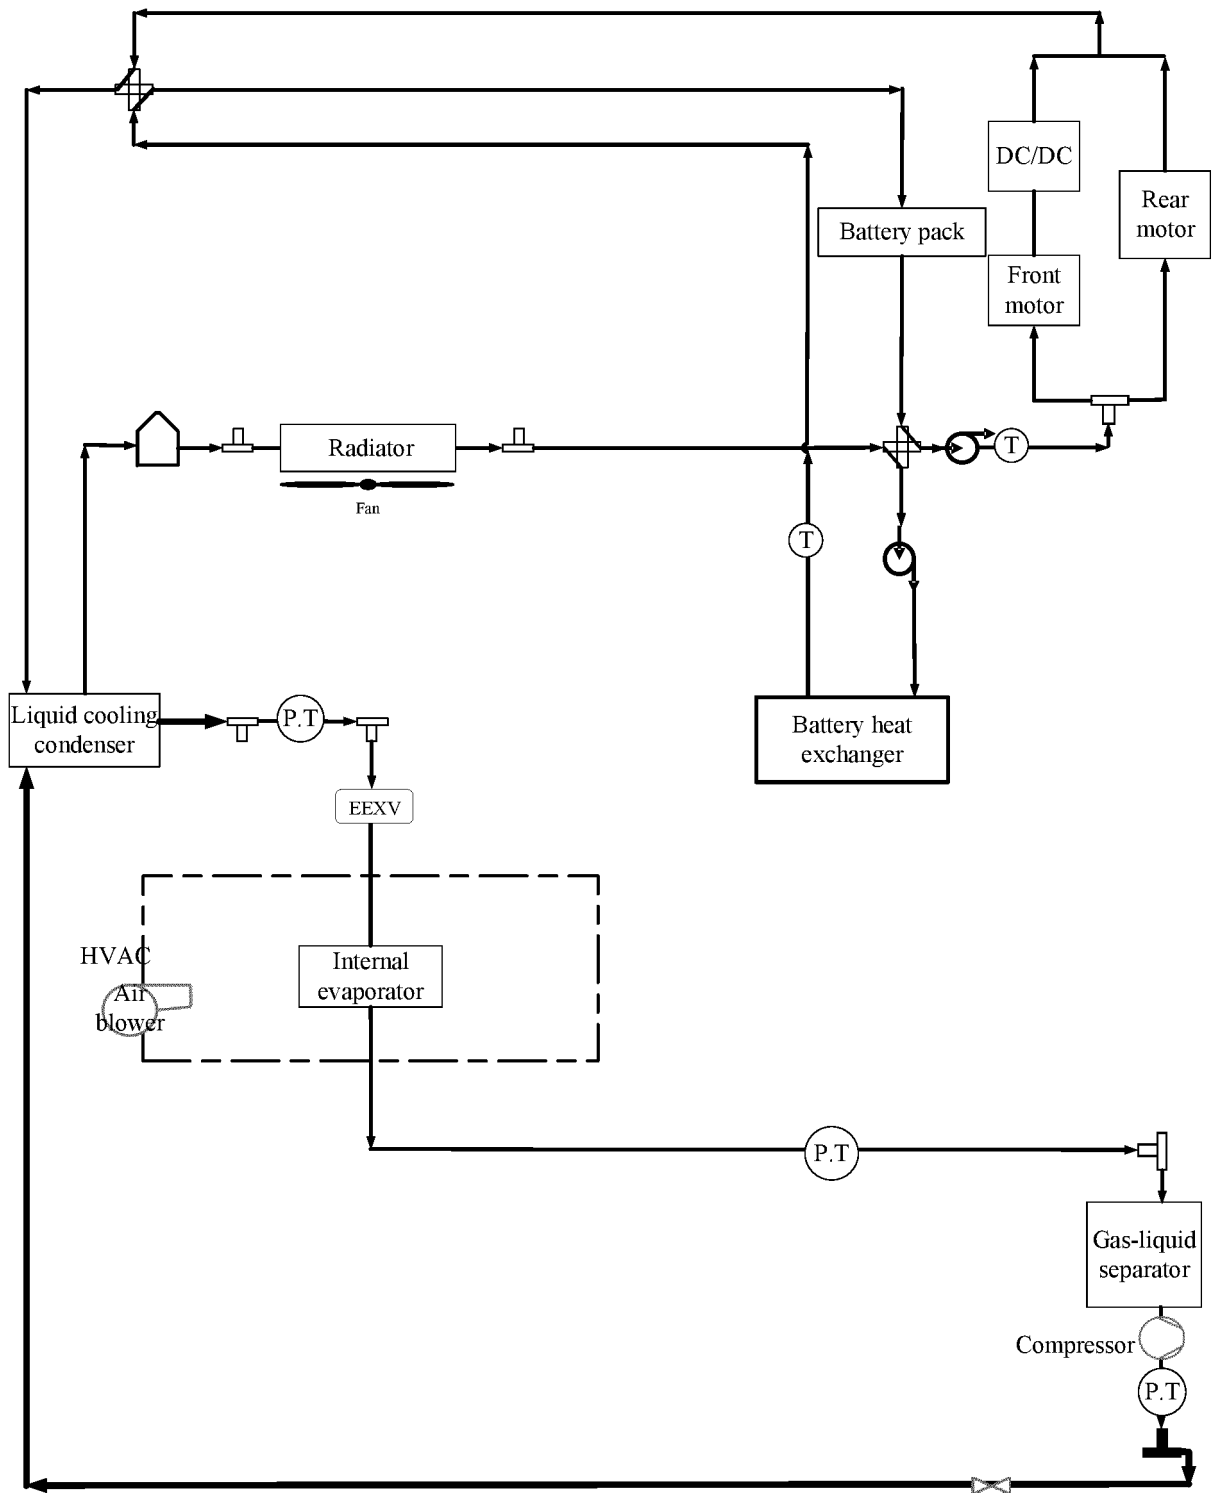 DC/DC
Rear
motor
Battery pack
Front
motor
Radiator
T
Fan
T
Liquid cooling
condenser
P.T
Battery heat
exchanger
EEXV
HVAC
Air
blower
Internal
evaporator
P.T
Gas-liquid
separator
Compressor
P.T